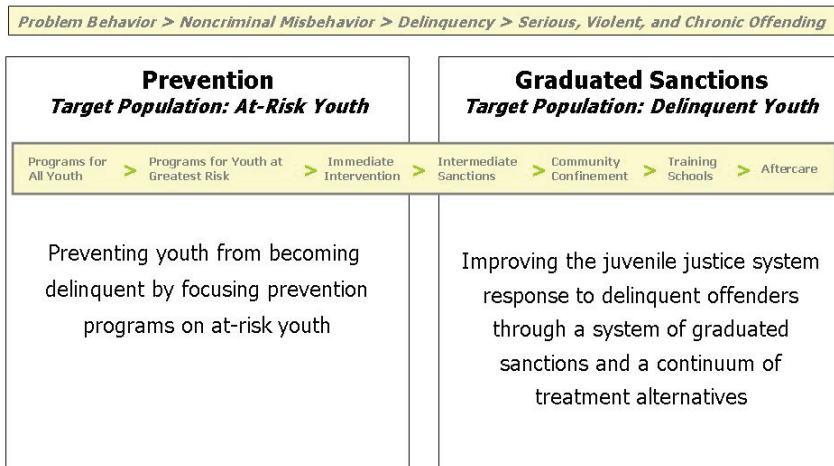 Problem Behavior > Noncriminal Misbehavior > Delinquency > Serious, Violent, and Chronic Offending
Prevention
Target Population: At-Risk Youth
Graduated Sanctions
Target Population: Delinquent Youth
Programs for
All Youth
>
Programs for Youth at
Greatest Risk
>
Immediate
Intervention
>
Intermediate
Sanctions
>
Community
Confinement
>
Training
Schools
>
Aftercare
Preventing youth from becoming
delinquent by focusing prevention
programs on at-risk youth
Improving the juvenile justice system
response to delinquent offenders
through a system of graduated
sanctions and a continuum of
treatment alternatives